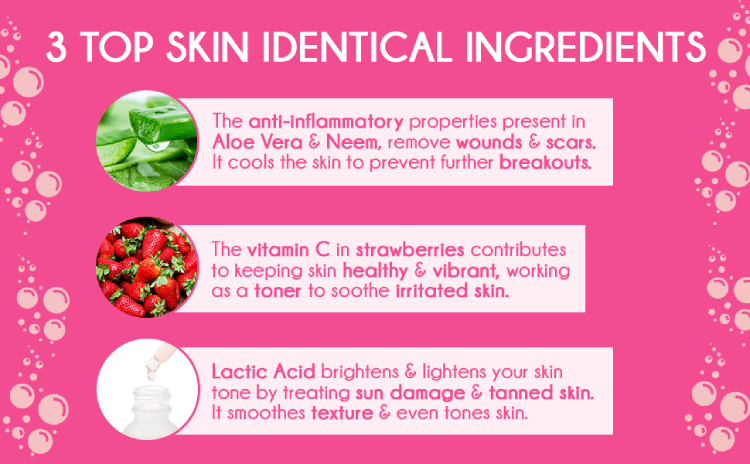 3 TOP SKIN IDENTICAL INGREDIENTS
The anti-inflammatory properties present in
Aloe Vera & Neem, remove wounds & scars.
It cools the skin to prevent further breakouts.
The vitamin C in strawberries contributes
to keeping skin healthy & vibrant, working
as a toner to soothe irritated skin.
Lactic Acid brightens & lightens your skin
tone by treating sun damage & tanned skin.
It smoothes texture & even tones skin.